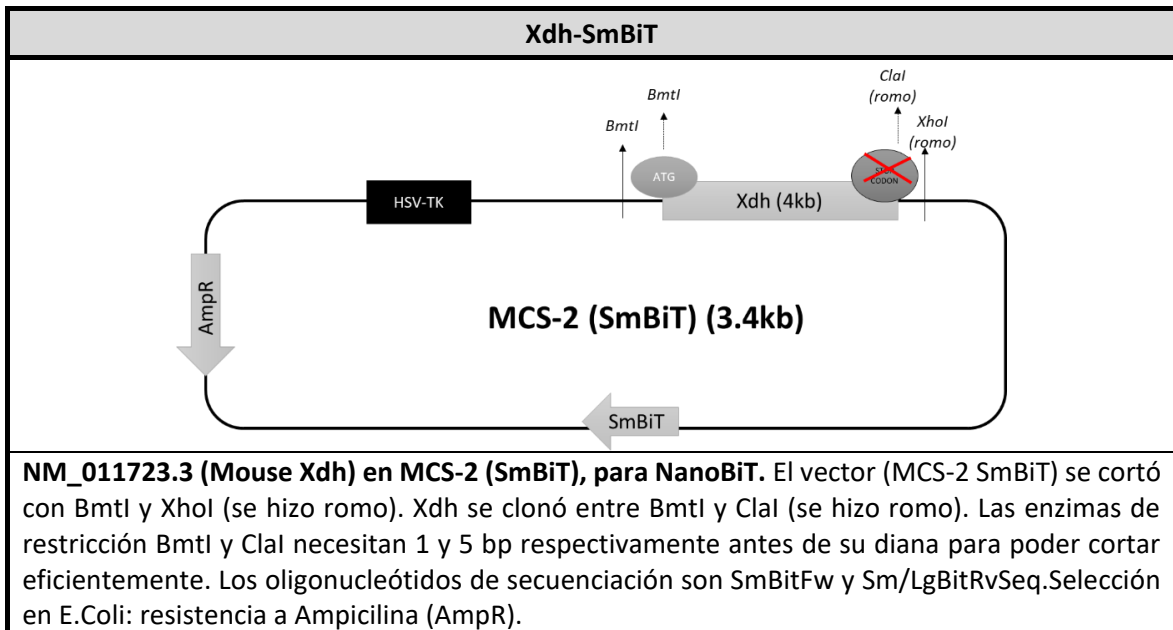 Xdh-SmBiT
ClaI
(romo)
BmtI
BmtI
XhoI
(romo)
ATG
CODON
HSV-TK
Xdh (4kb)
AmpR
MCS-2 (SmBiT) (3.4kb)
SmBiT
NM_011723.3 (Mouse Xdh) en MCS-2 (SmBiT), para NanoBiT. El vector (MCS-2 SmBiT) se cortó
con BmtI y XhoI (se hizo romo). Xdh se clonó entre BmtI y ClaI (se hizo romo). Las enzimas de
restricción BmtI y ClaI necesitan 1 y 5 bp respectivamente antes de su diana para poder cortar
eficientemente. Los oligonucleótidos de secuenciación son SmBitFw y Sm/LgBitRvSeq.Selección
en E.Coli: resistencia a Ampicilina (AmpR).